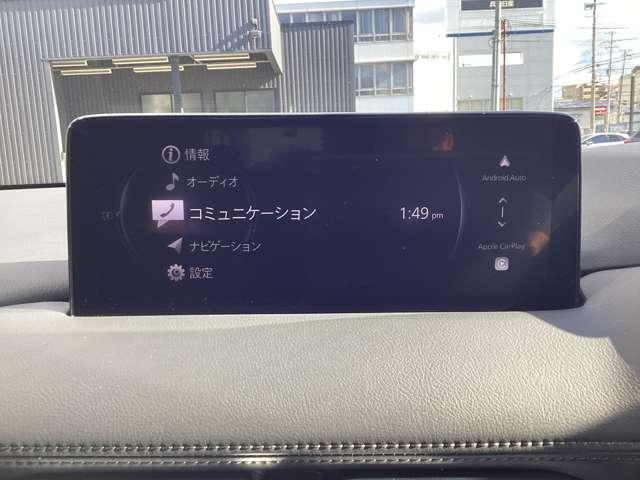 情報
オーディオ
コミュニケーション
1:49 pm
ナビゲーション
設定
Android Auto
Apple CarPlay